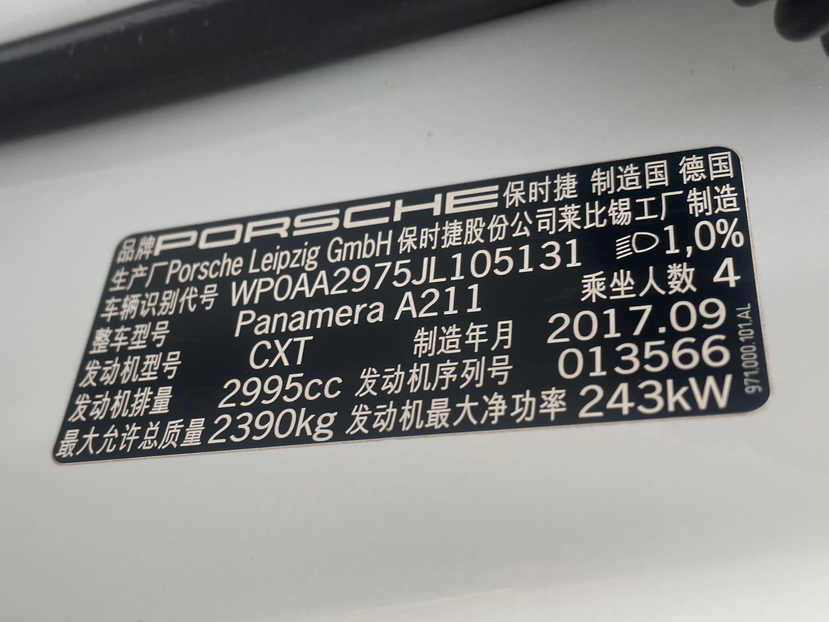 品牌 PORSCHE 保时捷 制造国 德国
生产厂 Porsche Leipzig GmbH 保时捷股份公司莱比锡工厂制造
车辆识别代号 WP0AA2975JL105131 1,0%
整车型号 Panamera A211 乘坐人数 4
发动机型号 CXT 制造年月 2017.09
发动机排量 2995cc 发动机序列号 013566
最大允许总质量 2390kg 发动机最大净功率 243kW
971.000.101.AL